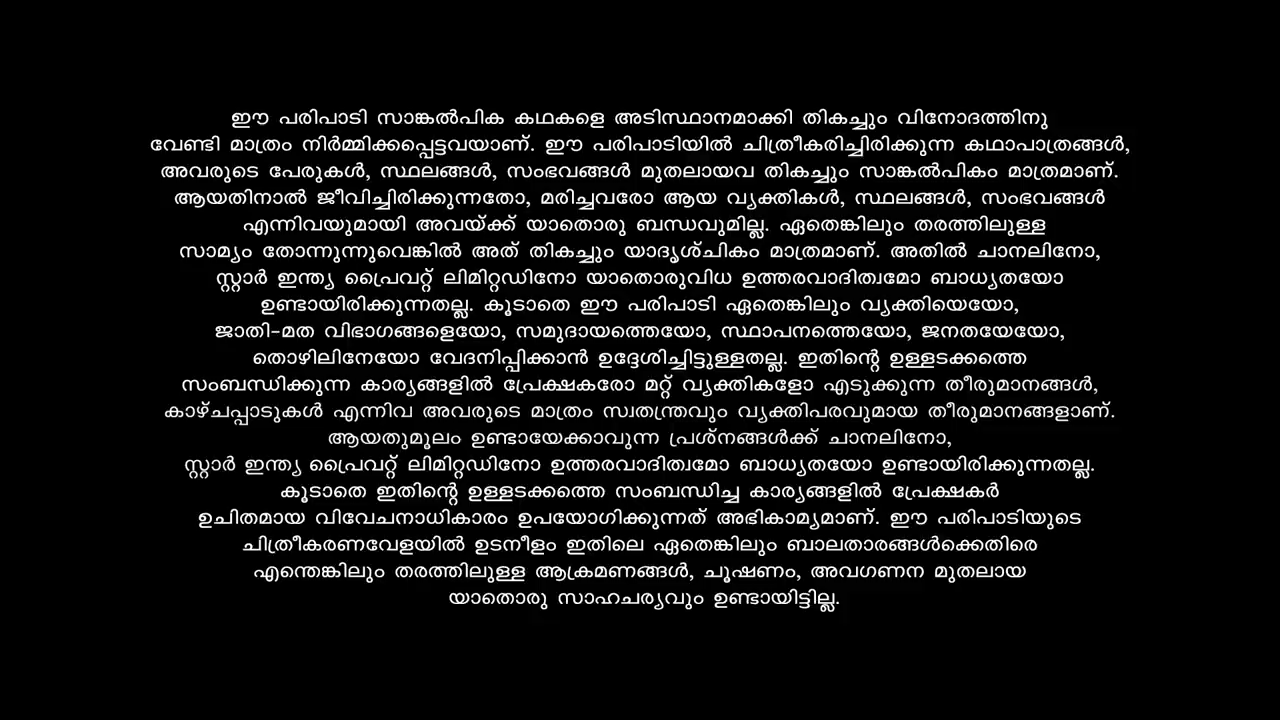 ഈ പരിപാടി സാങ്കൽപിക കഥകളെ അടിസ്ഥാനമാക്കി തികച്ചും വിനോദത്തിനു
വേണ്ടി മാത്രം നിർമ്മിക്കപ്പെട്ടവയാണ്. ഈ പരിപാടിയിൽ ചിത്രീകരിച്ചിരിക്കുന്ന കഥാപാത്രങ്ങൾ,
അവരുടെ പേരുകൾ, സ്ഥലങ്ങൾ, സംഭവങ്ങൾ മുതലായവ തികച്ചും സാങ്കൽപികം മാത്രമാണ്.
ആയതിനാൽ ജീവിച്ചിരിക്കുന്നതോ, മരിച്ചവരോ ആയ വ്യക്തികൾ, സ്ഥലങ്ങൾ, സംഭവങ്ങൾ
എന്നിവയുമായി അവയ്ക്ക് യാതൊരു ബന്ധവുമില്ല. ഏതെങ്കിലും തരത്തിലുള്ള
സാമ്യം തോന്നുന്നുവെങ്കിൽ അത് തികച്ചും യാദൃശ്ചികം മാത്രമാണ്. അതിൽ ചാനലിനോ,
സ്റ്റാർ ഇന്ത്യ പ്രൈവറ്റ് ലിമിറ്റഡിനോ യാതൊരുവിധ ഉത്തരവാദിത്വമോ ബാധ്യതയോ
ഉണ്ടായിരിക്കുന്നതല്ല. കൂടാതെ ഈ പരിപാടി ഏതെങ്കിലും വ്യക്തിയെയോ,
ജാതി-മത വിഭാഗങ്ങളെയോ, സമുദായത്തെയോ, സ്ഥാപനത്തെയോ, ജനതയേയോ,
തൊഴിലിനേയോ വേദനിപ്പിക്കാൻ ഉദ്ദേശിച്ചിട്ടുള്ളതല്ല. ഇതിന്റെ ഉള്ളടക്കത്തെ
സംബന്ധിക്കുന്ന കാര്യങ്ങളിൽ പ്രേക്ഷകരോ മറ്റ് വ്യക്തികളോ എടുക്കുന്ന തീരുമാനങ്ങൾ,
കാഴ്ചപ്പാടുകൾ എന്നിവ അവരുടെ മാത്രം സ്വതന്ത്രവും വ്യക്തിപരവുമായ തീരുമാനങ്ങളാണ്.
ആയതുമൂലം ഉണ്ടായേക്കാവുന്ന പ്രശ്നങ്ങൾക്ക് ചാനലിനോ,
സ്റ്റാർ ഇന്ത്യ പ്രൈവറ്റ് ലിമിറ്റഡിനോ ഉത്തരവാദിത്വമോ ബാധ്യതയോ ഉണ്ടായിരിക്കുന്നതല്ല.
കൂടാതെ ഇതിന്റെ ഉള്ളടക്കത്തെ സംബന്ധിച്ച കാര്യങ്ങളിൽ പ്രേക്ഷകർ
ഉചിതമായ വിവേചനാധികാരം ഉപയോഗിക്കുന്നത് അഭികാമ്യമാണ്. ഈ പരിപാടിയുടെ
ചിത്രീകരണവേളയിൽ ഉടനീളം ഇതിലെ ഏതെങ്കിലും ബാലതാരങ്ങൾക്കെതിരെ
എന്തെങ്കിലും തരത്തിലുള്ള ആക്രമണങ്ങൾ, ചൂഷണം, അവഗണന മുതലായ
യാതൊരു സാഹചര്യവും ഉണ്ടായിട്ടില്ല.